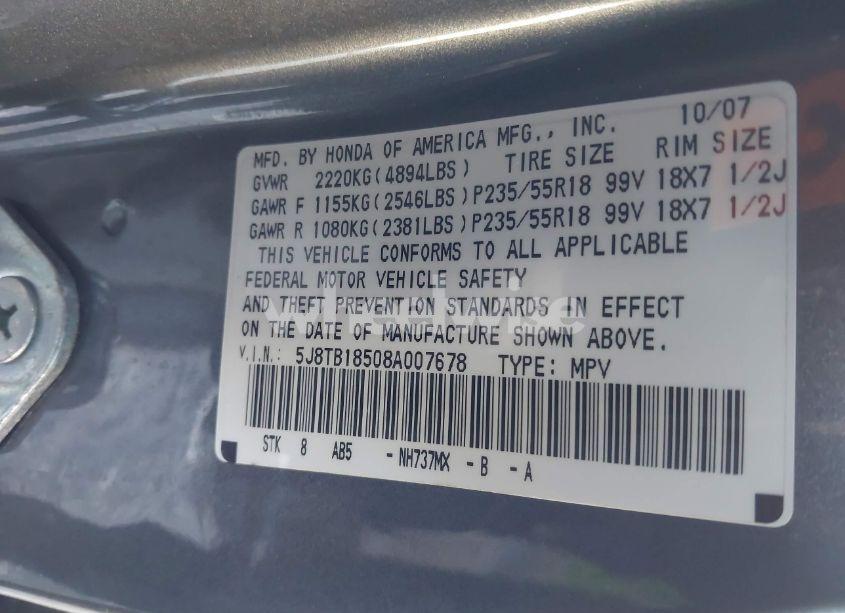 10/07
MFD. BY HONDA OF AMERICA MFG., INC.
GVWR 2220KG(4894LBS) TIRE SIZE RIM SIZE
GAWR F 1155KG(2546LBS)P235/55R18 99V 18X7 1/2J
GAWR R 1080KG(2381LBS)P235/55R18 99V 18X7 1/2J
THIS VEHICLE CONFORMS TO ALL APPLICABLE
FEDERAL MOTOR VEHICLE SAFETY
AND THEFT PREVENTION STANDARDS IN EFFECT
ON THE DATE OF MANUFACTURE SHOWN ABOVE.
V.I.N.: 5J8TB18508A007678 TYPE: MPV
STK 8 AB5 -NH737MX -B -A